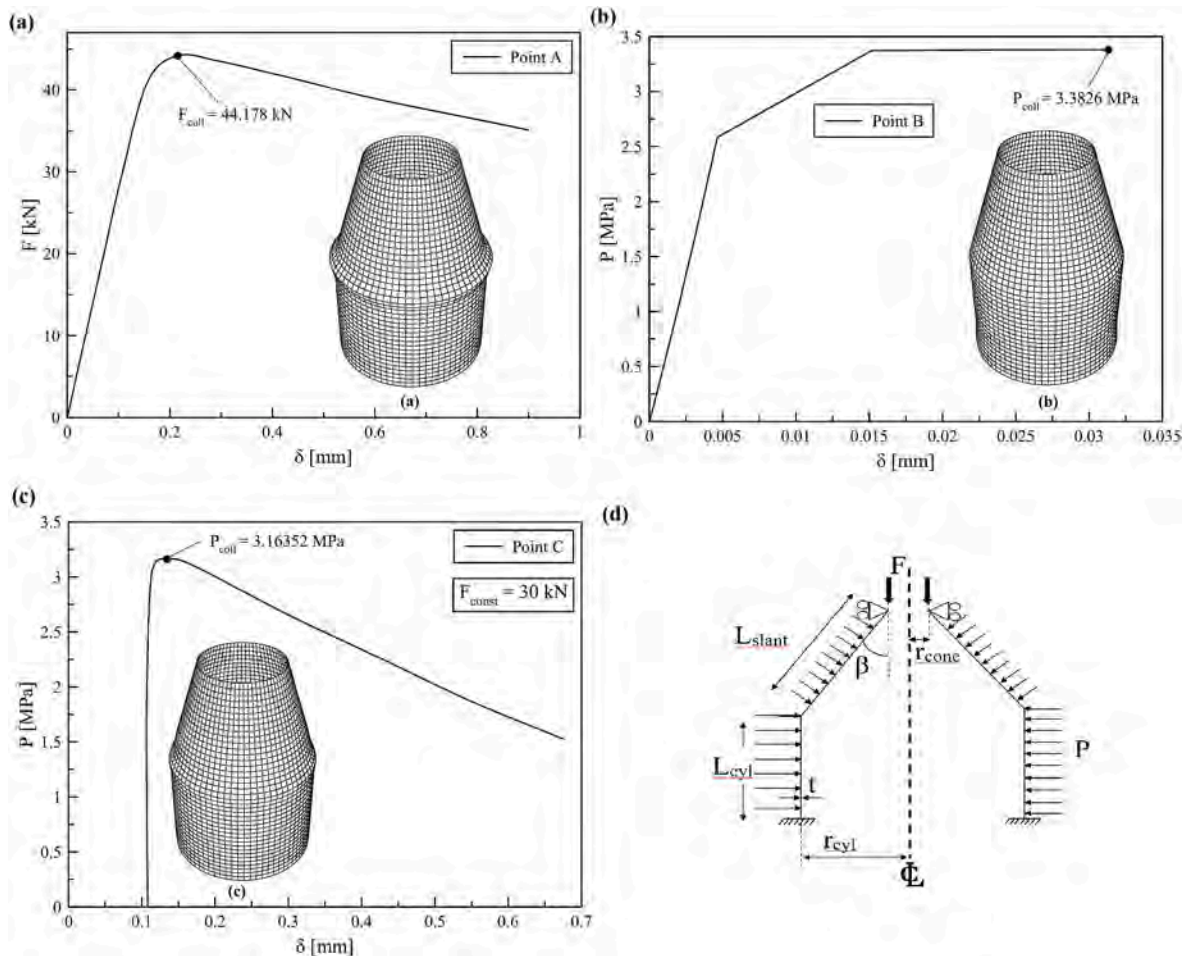 (a)
Point A
F_coll = 44.178 kN
F [kN]
40
30
20
10
0
0
0.2
0.4
0.6
0.8
1
δ [mm]
(a)
(b)
P_coll = 3.3826 MPa
Point B
P [MPa]
3.5
3
2.5
2
1.5
1
0.5
0
0
0.005
0.01
0.015
0.02
0.025
0.03
0.035
δ [mm]
(b)
(c)
P_coll = 3.16352 MPa
Point C
F_const = 30 kN
P [MPa]
3.5
3
2.5
2
1.5
1
0.5
0
0
0.1
0.2
0.3
0.4
0.5
0.6
0.7
δ [mm]
(c)
(d)
F
L_slant
r_cone
β
L_cyl
t
P
r_cyl
℄